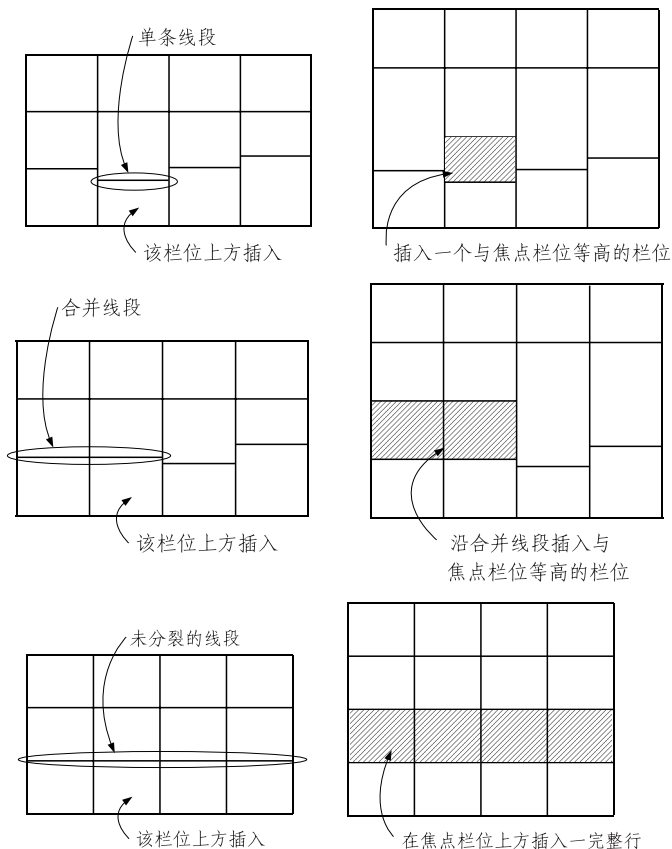 单条线段
该栏位上方插入
插入一个与焦点栏位等高的栏位
合并线段
该栏位上方插入
沿合并线段插入与
焦点栏位等高的栏位
未分裂的线段
该栏位上方插入
在焦点栏位上方插入一完整行